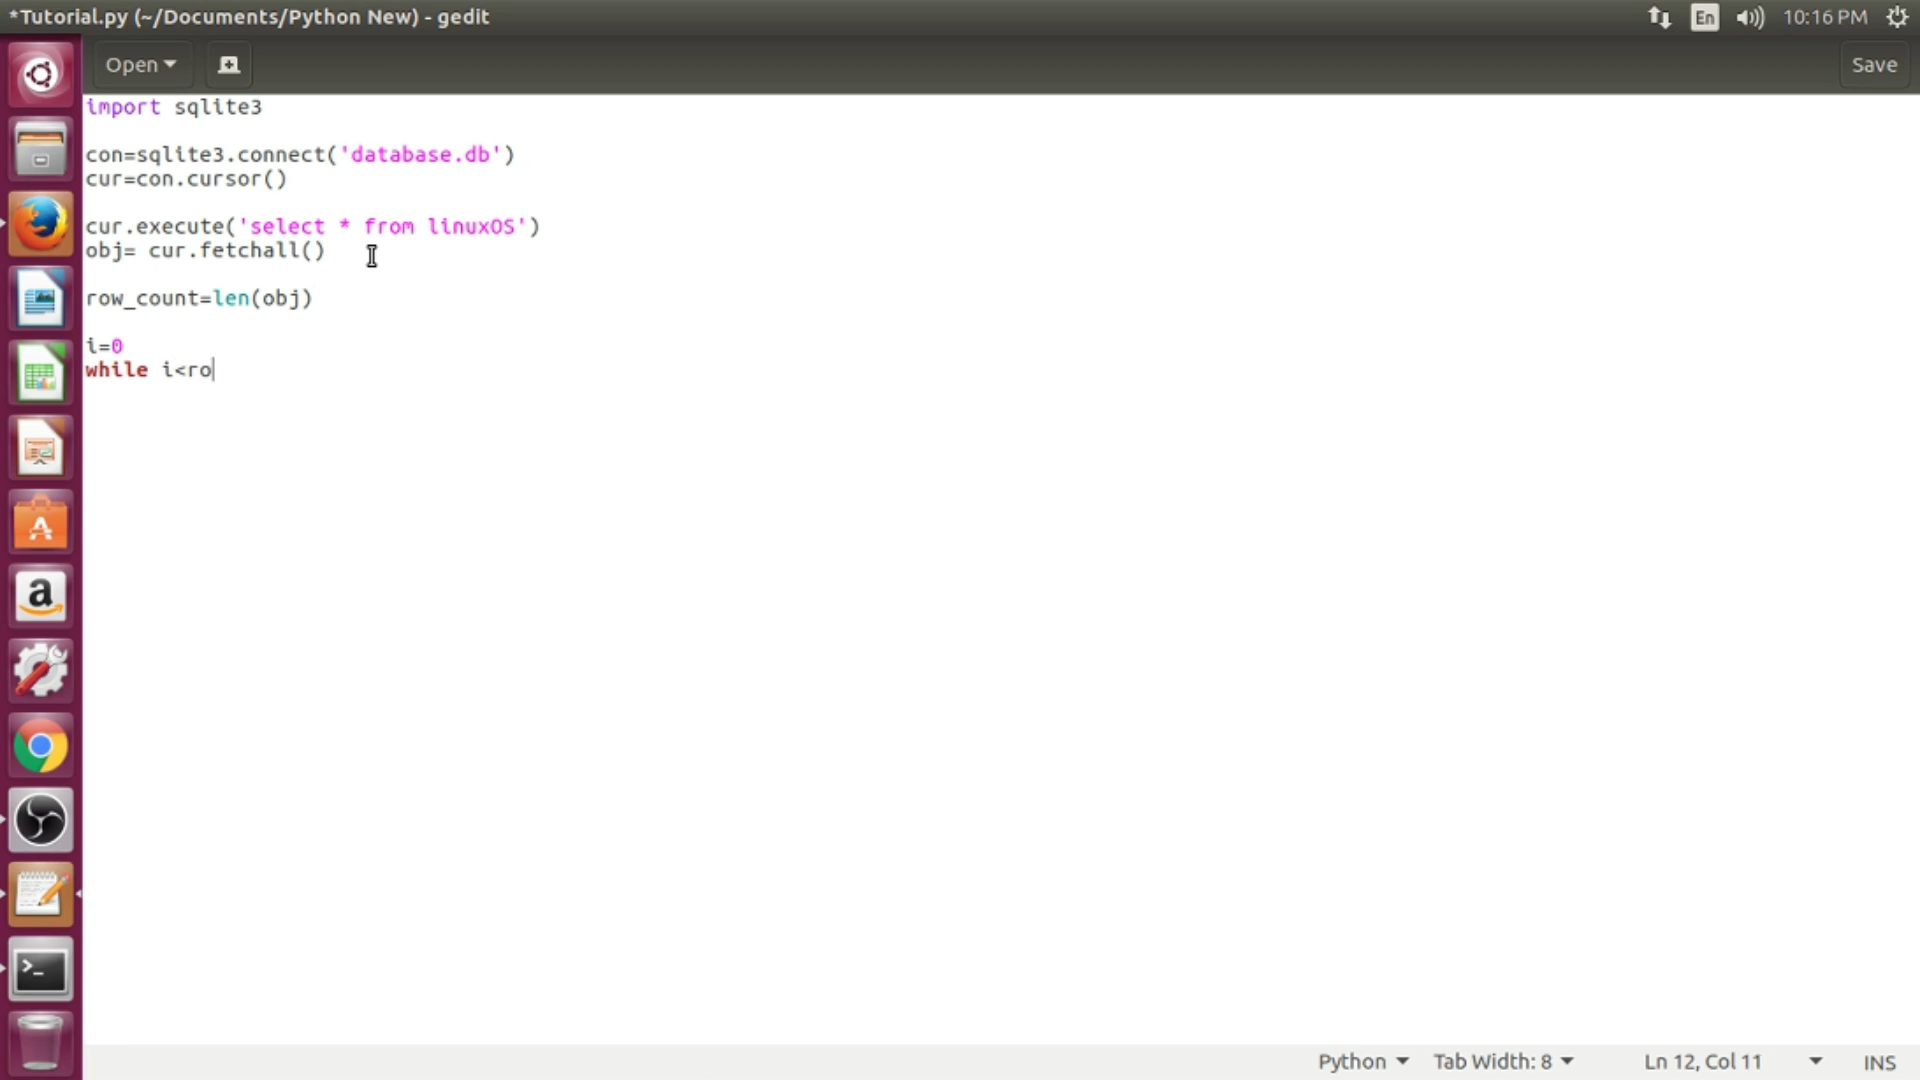 *Tutorial.py (~/Documents/Python New) - gedit
En
10:16 PM
Open
Save
import sqlite3
con=sqlite3.connect('database.db')
cur=con.cursor()
cur.execute('select * from linuxOS')
obj= cur.fetchall()
row_count=len(obj)
i=0
while i<ro
A
a
>_
Python
Tab Width: 8
Ln 12, Col 11
INS